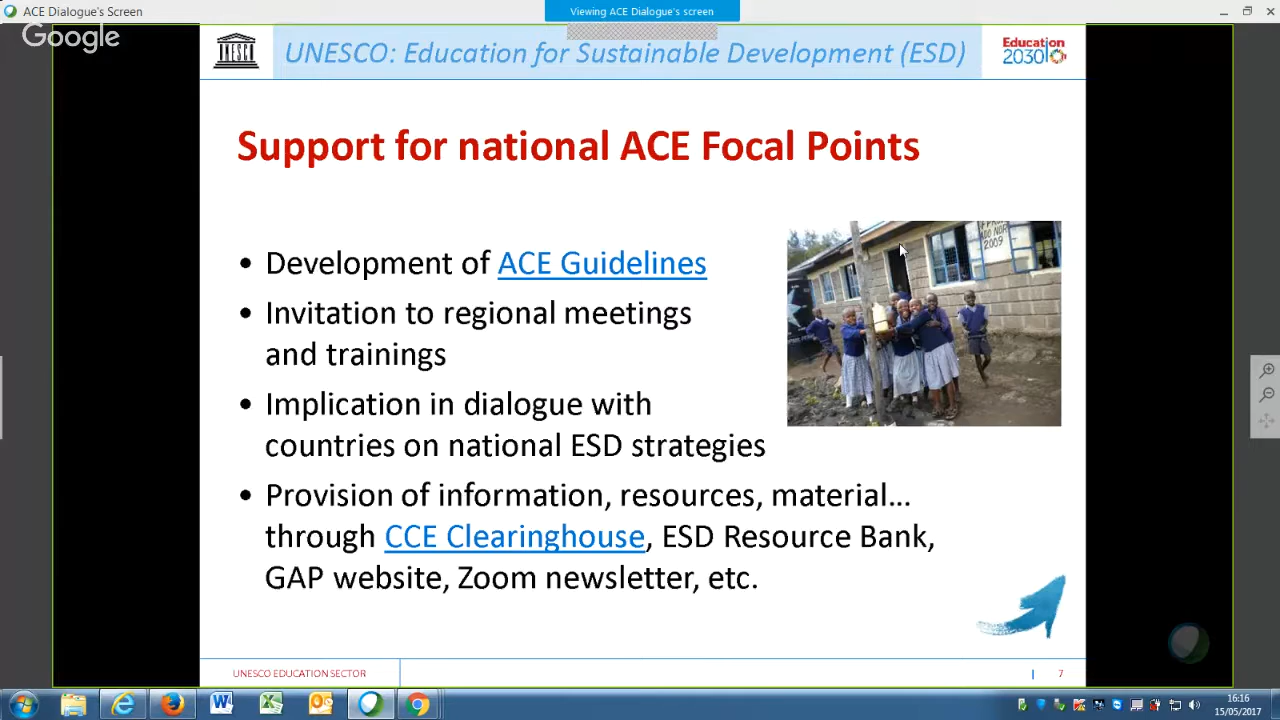 ACE Dialogue's Screen
Viewing ACE Dialogue's screen
Google
UNESCO
UNESCO: Education for Sustainable Development (ESD)
Education
2030
Support for national ACE Focal Points
• Development of ACE Guidelines
2009
• Invitation to regional meetings
and trainings
• Implication in dialogue with
countries on national ESD strategies
• Provision of information, resources, material...
through CCE Clearinghouse, ESD Resource Bank,
GAP website, Zoom newsletter, etc.
UNESCO EDUCATION SECTOR
7
16:16
15/05/2017